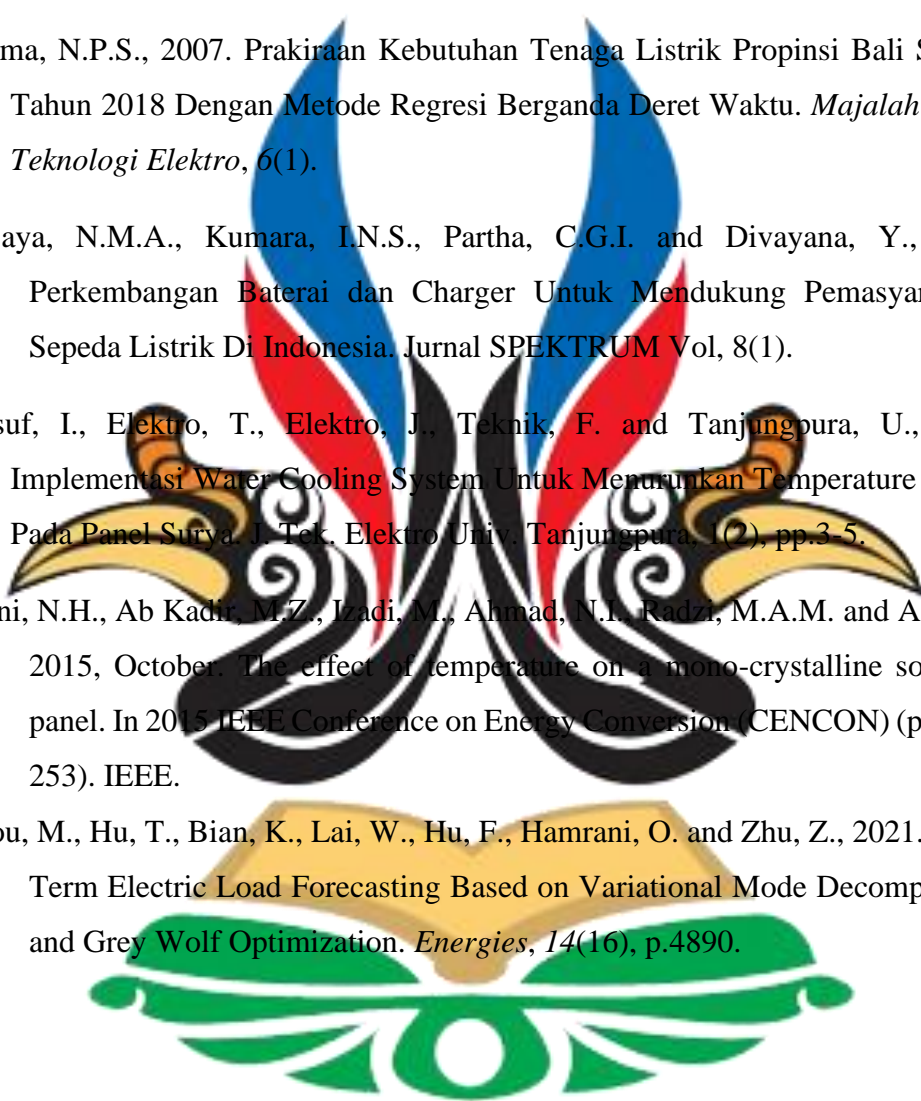 ma, N.P.S., 2007. Prakiraan Kebutuhan Tenaga Listrik Propinsi Bali S
Tahun 2018 Dengan Metode Regresi Berganda Deret Waktu. Majalah
Teknologi Elektro, 6(1).
aya, N.M.A., Kumara, I.N.S., Partha, C.G.I. and Divayana, Y.,
Perkembangan Baterai dan Charger Untuk Mendukung Pemasyar
Sepeda Listrik Di Indonesia. Jurnal SPEKTRUM Vol, 8(1).
suf, I., Elektro, T., Elektro, J., Teknik, F. and Tanjungpura, U.,
Implementasi Water Cooling System Untuk Menurunkan Temperature
Pada Panel Surya. J. Tek. Elektro Univ. Tanjungpura, 1(2), pp.3-5.
ni, N.H., Ab Kadir, M.Z., Izadi, M., Ahmad, N.I., Radzi, M.A.M. and A
2015, October. The effect of temperature on a mono-crystalline so
panel. In 2015 IEEE Conference on Energy Conversion (CENCON) (p
253). IEEE.
ou, M., Hu, T., Bian, K., Lai, W., Hu, F., Hamrani, O. and Zhu, Z., 2021.
Term Electric Load Forecasting Based on Variational Mode Decomp
and Grey Wolf Optimization. Energies, 14(16), p.4890.